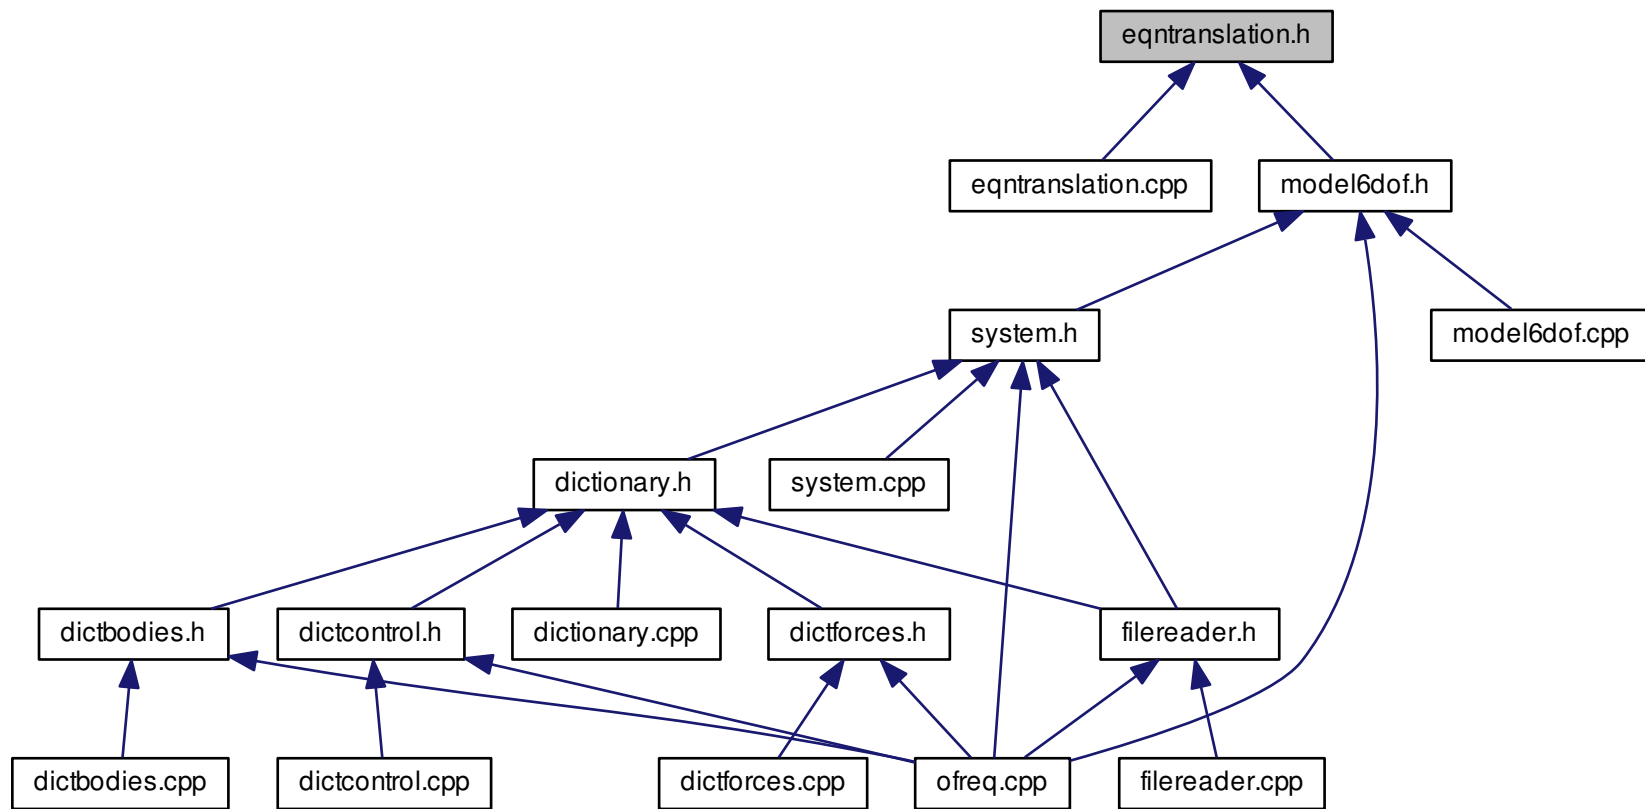 eqntranslation.h
eqntranslation.cpp
model6dof.h
system.h
model6dof.cpp
dictionary.h
system.cpp
dictbodies.h
dictcontrol.h
dictionary.cpp
dictforces.h
filereader.h
dictbodies.cpp
dictcontrol.cpp
dictforces.cpp
ofreq.cpp
filereader.cpp